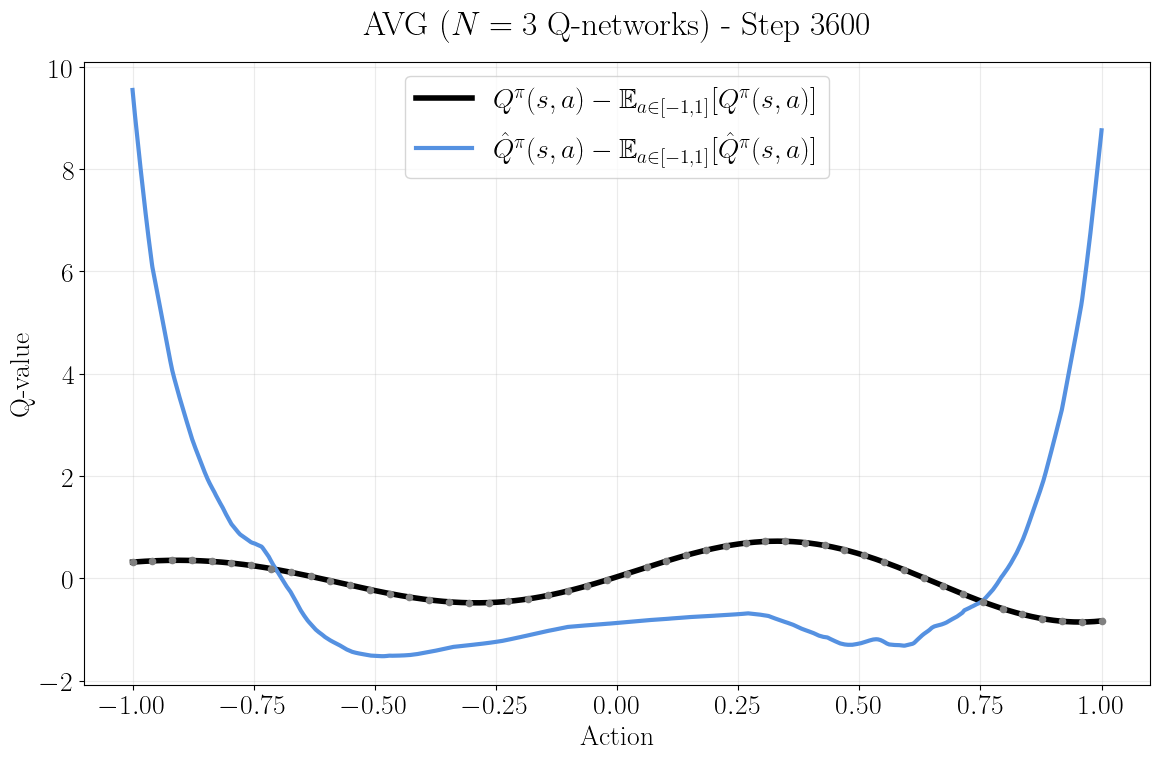 AVG (N = 3 Q-networks) - Step 3600
Q^π(s, a) − 𝔼_{a∈[−1,1]}[Q^π(s, a)]
Q̂^π(s, a) − 𝔼_{a∈[−1,1]}[Q̂^π(s, a)]
Q-value
10
8
6
4
2
0
−2
−1.00 −0.75 −0.50 −0.25 0.00 0.25 0.50 0.75 1.00
Action